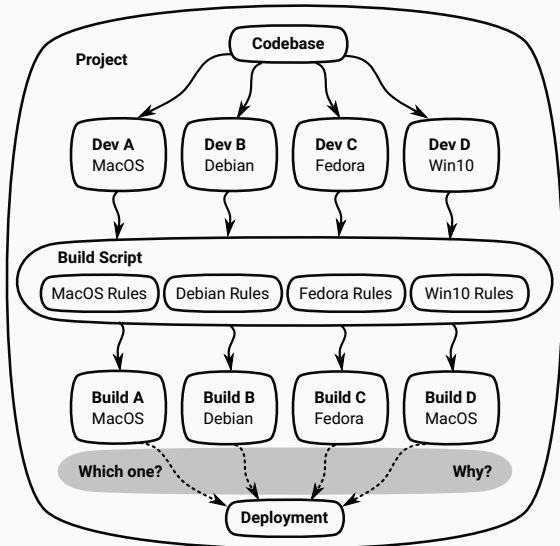 Codebase
Project
Dev A
MacOS
Dev B
Debian
Dev C
Fedora
Dev D
Win10
Build Script
MacOS Rules
Debian Rules
Fedora Rules
Win10 Rules
Build A
MacOS
Build B
Debian
Build C
Fedora
Build D
MacOS
Which one?
Why?
Deployment